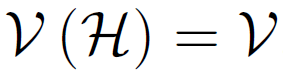 𝒱(ℋ) = 𝒱